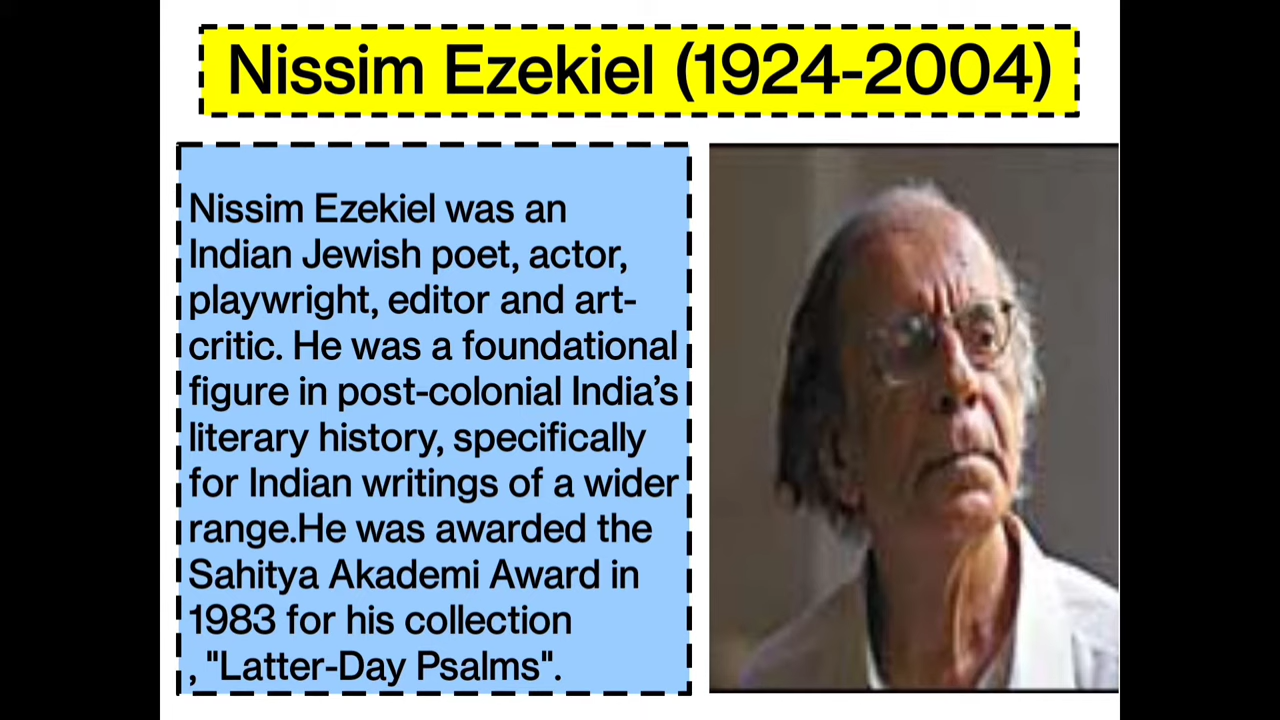 Nissim Ezekiel (1924-2004)
Nissim Ezekiel was an
Indian Jewish poet, actor,
playwright, editor and art-
critic. He was a foundational
figure in post-colonial India’s
literary history, specifically
for Indian writings of a wider
range.He was awarded the
Sahitya Akademi Award in
1983 for his collection
, "Latter-Day Psalms".